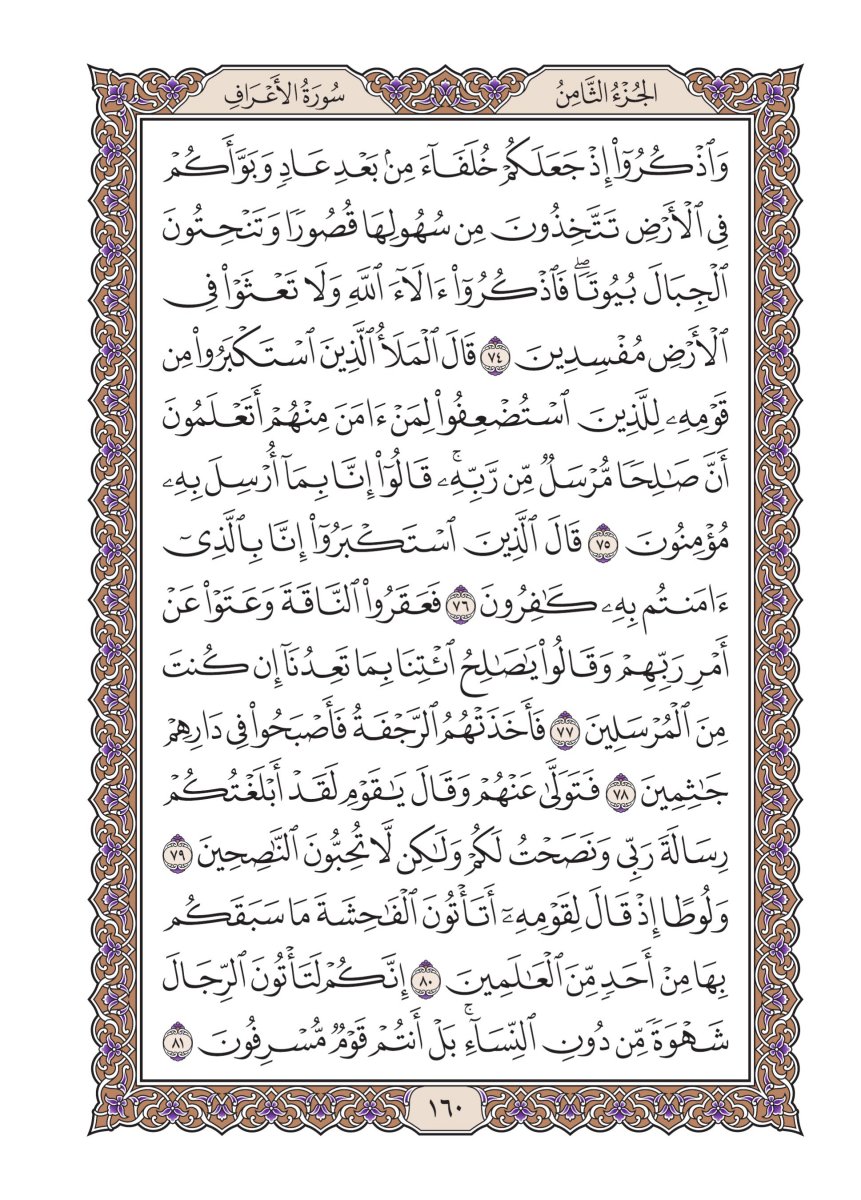 الجُزْءُ الثَّامِنُ
سُورَةُ الأَعْرَافِ
وَٱذۡكُرُوٓاْ إِذۡ جَعَلَكُمۡ خُلَفَآءَ مِنۢ بَعۡدِ عَادٖ وَبَوَّأَكُمۡ
فِي ٱلۡأَرۡضِ تَتَّخِذُونَ مِن سُهُولِهَا قُصُورٗا وَتَنۡحِتُونَ
ٱلۡجِبَالَ بُيُوتٗاۖ فَٱذۡكُرُوٓاْ ءَالَآءَ ٱللَّهِ وَلَا تَعۡثَوۡاْ فِي
ٱلۡأَرۡضِ مُفۡسِدِينَ ٧٤ قَالَ ٱلۡمَلَأُ ٱلَّذِينَ ٱسۡتَكۡبَرُواْ مِن
قَوۡمِهِۦ لِلَّذِينَ ٱسۡتُضۡعِفُواْ لِمَنۡ ءَامَنَ مِنۡهُمۡ أَتَعۡلَمُونَ
أَنَّ صَٰلِحٗا مُّرۡسَلٞ مِّن رَّبِّهِۦۚ قَالُوٓاْ إِنَّا بِمَآ أُرۡسِلَ بِهِۦ
مُؤۡمِنُونَ ٧٥ قَالَ ٱلَّذِينَ ٱسۡتَكۡبَرُوٓاْ إِنَّا بِٱلَّذِيٓ
ءَامَنتُم بِهِۦ كَٰفِرُونَ ٧٦ فَعَقَرُواْ ٱلنَّاقَةَ وَعَتَوۡاْ عَنۡ
أَمۡرِ رَبِّهِمۡ وَقَالُواْ يَٰصَٰلِحُ ٱئۡتِنَا بِمَا تَعِدُنَآ إِن كُنتَ
مِنَ ٱلۡمُرۡسَلِينَ ٧٧ فَأَخَذَتۡهُمُ ٱلرَّجۡفَةُ فَأَصۡبَحُواْ فِي دَارِهِمۡ
جَٰثِمِينَ ٧٨ فَتَوَلَّىٰ عَنۡهُمۡ وَقَالَ يَٰقَوۡمِ لَقَدۡ أَبۡلَغۡتُكُمۡ
رِسَالَةَ رَبِّي وَنَصَحۡتُ لَكُمۡ وَلَٰكِن لَّا تُحِبُّونَ ٱلنَّٰصِحِينَ ٧٩
وَلُوطًا إِذۡ قَالَ لِقَوۡمِهِۦٓ أَتَأۡتُونَ ٱلۡفَٰحِشَةَ مَا سَبَقَكُم
بِهَا مِنۡ أَحَدٖ مِّنَ ٱلۡعَٰلَمِينَ ٨٠ إِنَّكُمۡ لَتَأۡتُونَ ٱلرِّجَالَ
شَهۡوَةٗ مِّن دُونِ ٱلنِّسَآءِۚ بَلۡ أَنتُمۡ قَوۡمٞ مُّسۡرِفُونَ ٨١
١٦٠